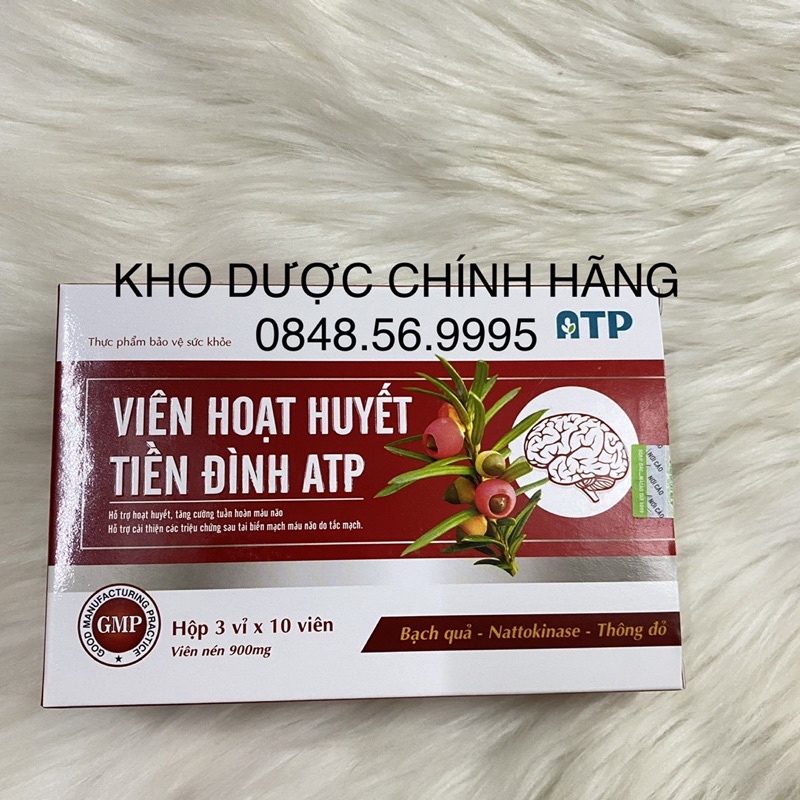 KHO DƯỢC CHÍNH HÃNG
0848.56.9995
ATP
Thực phẩm bảo vệ sức khỏe
VIÊN HOẠT HUYẾT
TIỀN ĐÌNH ATP
Hỗ trợ hoạt huyết, tăng cường tuần hoàn máu não
Hỗ trợ cải thiện các triệu chứng sau tai biến mạch máu não do tắc mạch.
GOOD MANUFACTURING PRACTICE
GMP
Hộp 3 vỉ x 10 viên
Viên nén 900mg
Bạch quả - Nattokinase - Thông đỏ